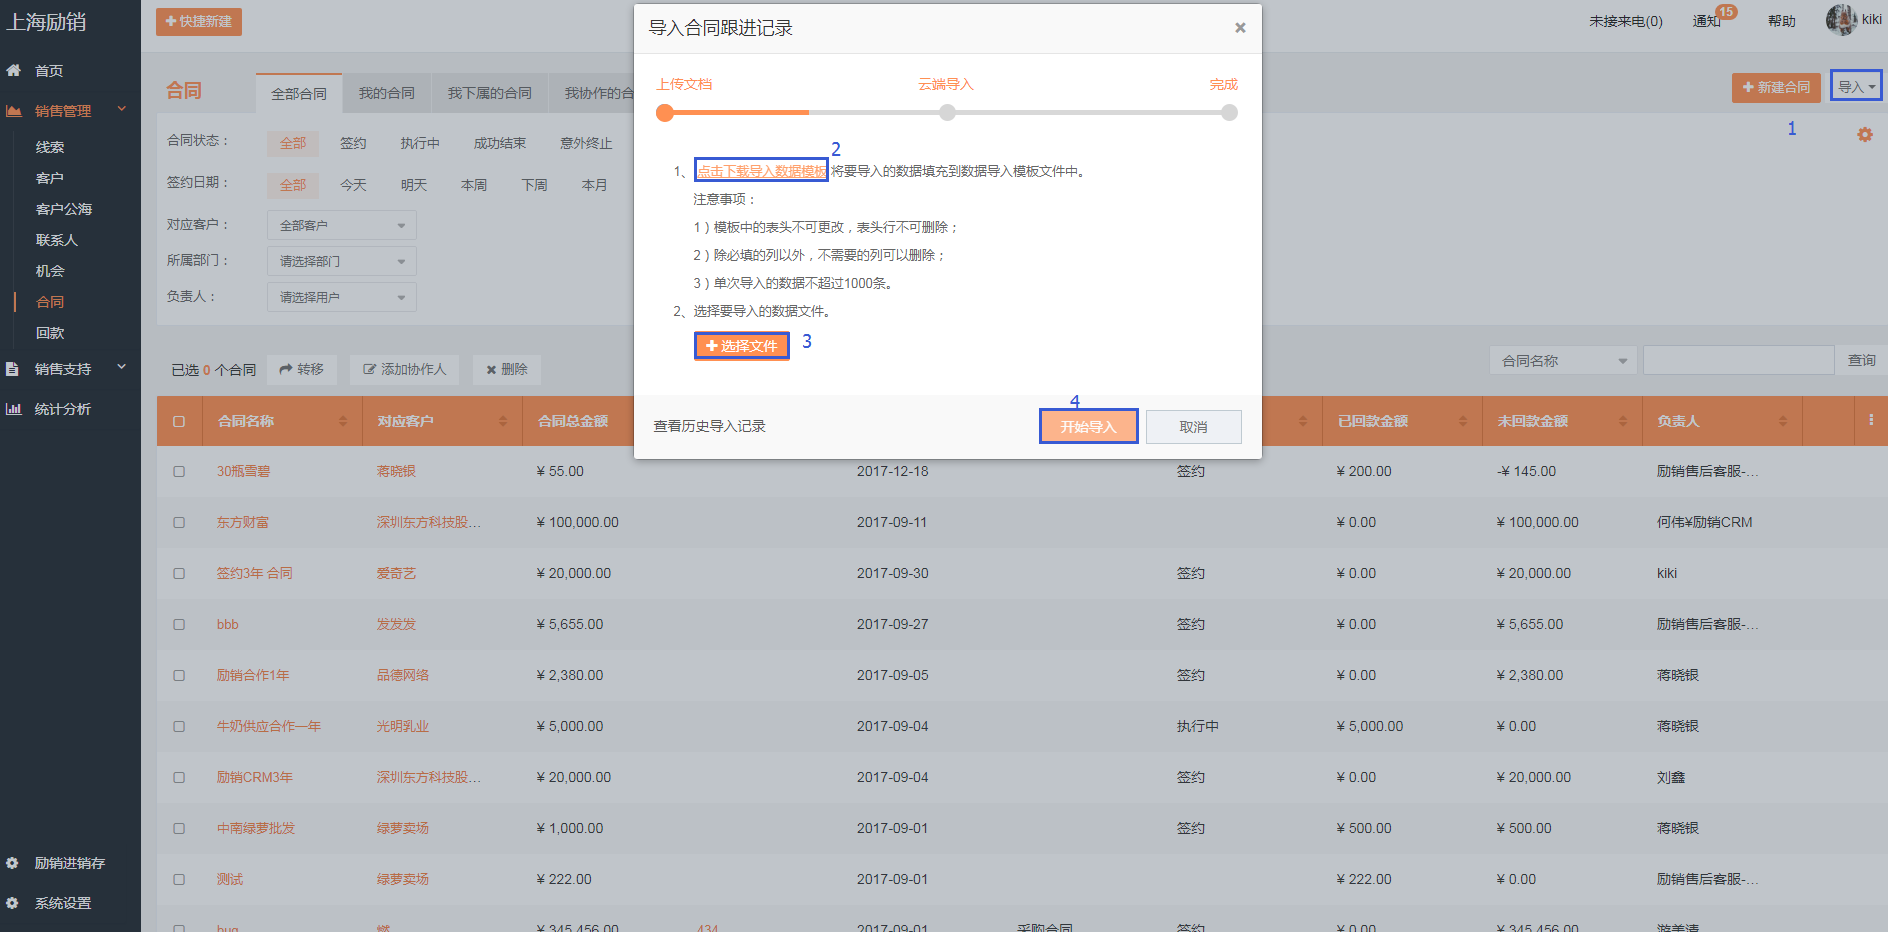 上海励销
快捷新建
未接来电(0)
通知
15
帮助
kiki
首页
销售管理
线索
客户
客户公海
联系人
机会
合同
回款
销售支持
统计分析
励销进销存
系统设置
合同
全部合同
我的合同
我下属的合同
我协作的合
新建合同
导入
1
合同状态：
全部
签约
执行中
成功结束
意外终止
签约日期：
全部
今天
明天
本周
下周
本月
对应客户：
全部客户
所属部门：
请选择部门
负责人：
请选择用户
导入合同跟进记录
×
上传文档
云端导入
完成
2
1、点击下载导入数据模板 将要导入的数据填充到数据导入模板文件中。
注意事项：
1）模板中的表头不可更改，表头行不可删除；
2）除必填的列以外，不需要的列可以删除；
3）单次导入的数据不超过1000条。
2、选择要导入的数据文件。
选择文件
3
查看历史导入记录
4
开始导入
取消
已选 0 个合同
转移
添加协作人
删除
合同名称
查询
合同名称 对应客户 合同总金额 已回款金额 未回款金额 负责人
30瓶雪碧 蒋晓银 ¥ 55.00 2017-12-18 签约 ¥ 200.00 -¥ 145.00 励销售后客服-...
东方财富 深圳东方科技股... ¥ 100,000.00 2017-09-11 ¥ 0.00 ¥ 100,000.00 何伟¥励销CRM
签约3年 合同 爱奇艺 ¥ 20,000.00 2017-09-30 签约 ¥ 0.00 ¥ 20,000.00 kiki
bbb 发发发 ¥ 5,655.00 2017-09-27 签约 ¥ 0.00 ¥ 5,655.00 励销售后客服-...
励销合作1年 品德网络 ¥ 2,380.00 2017-09-05 签约 ¥ 0.00 ¥ 2,380.00 蒋晓银
牛奶供应合作一年 光明乳业 ¥ 5,000.00 2017-09-04 执行中 ¥ 5,000.00 ¥ 0.00 蒋晓银
励销CRM3年 深圳东方科技股... ¥ 20,000.00 2017-09-04 签约 ¥ 0.00 ¥ 20,000.00 刘鑫
中南绿萝批发 绿萝卖场 ¥ 1,000.00 2017-09-01 签约 ¥ 500.00 ¥ 500.00 蒋晓银
测试 绿萝卖场 ¥ 222.00 2017-09-01 ¥ 222.00 ¥ 0.00 励销售后客服-...
bug 燃 ¥ 345,456.00 434 2017-09-01 采购合同 签约 ¥ 0.00 ¥ 345,456.00